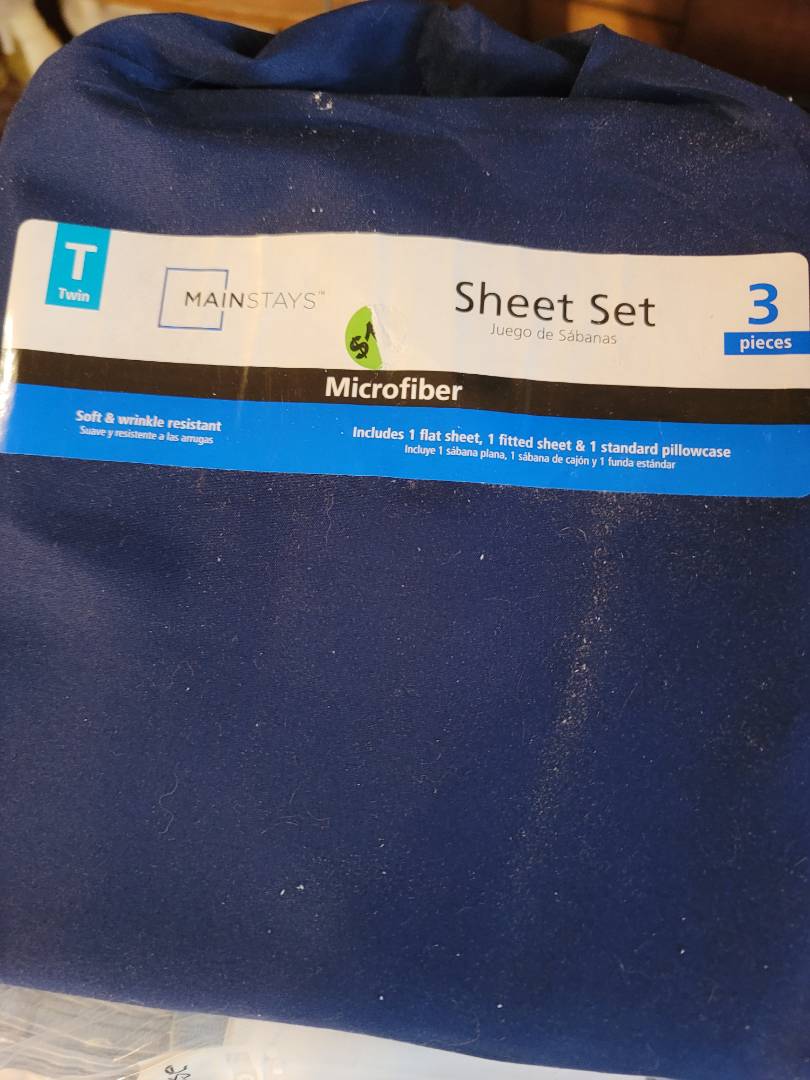 T
Twin
MAINSTAYS™
Sheet Set
Juego de Sábanas
3
pieces
$1
Microfiber
Soft & wrinkle resistant
Suave y resistente a las arrugas
Includes 1 flat sheet, 1 fitted sheet & 1 standard pillowcase
Incluye 1 sábana plana, 1 sábana de cajón y 1 funda estándar